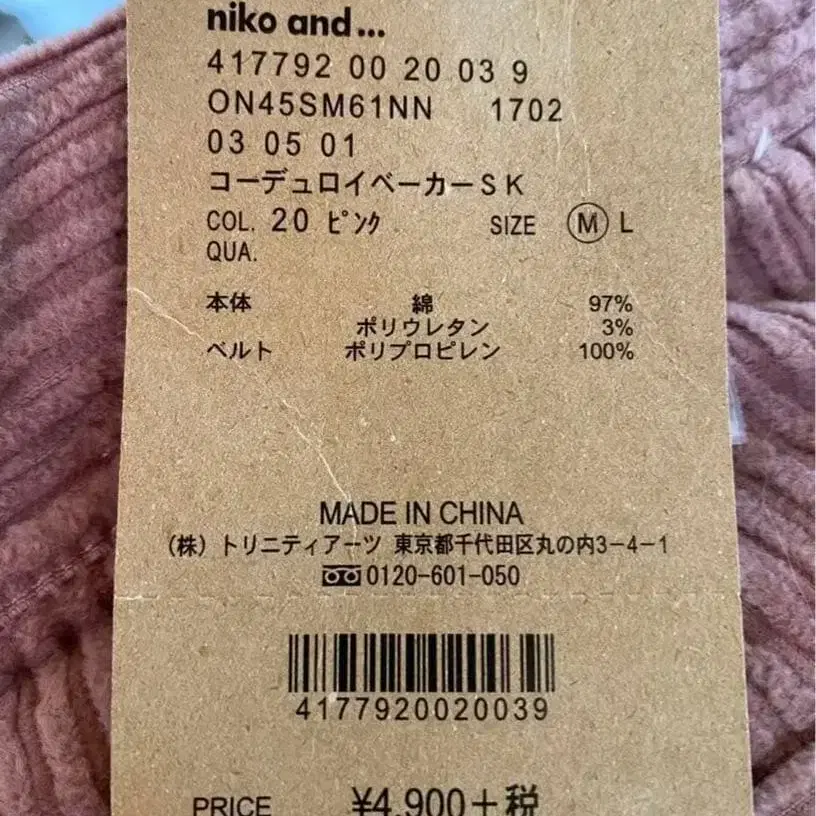 niko and...
417792 00 20 03 9
ON45SM61NN 1702
03 05 01
コーデュロイベーカーSK
COL. 20 ピンク SIZE Ⓜ L
QUA.
本体 綿 97%
ポリウレタン 3%
ベルト ポリプロピレン 100%
MADE IN CHINA
(株)トリニティアーツ 東京都千代田区丸の内3-4-1
0120-601-050
4177920020039
PRICE ¥4,900+税